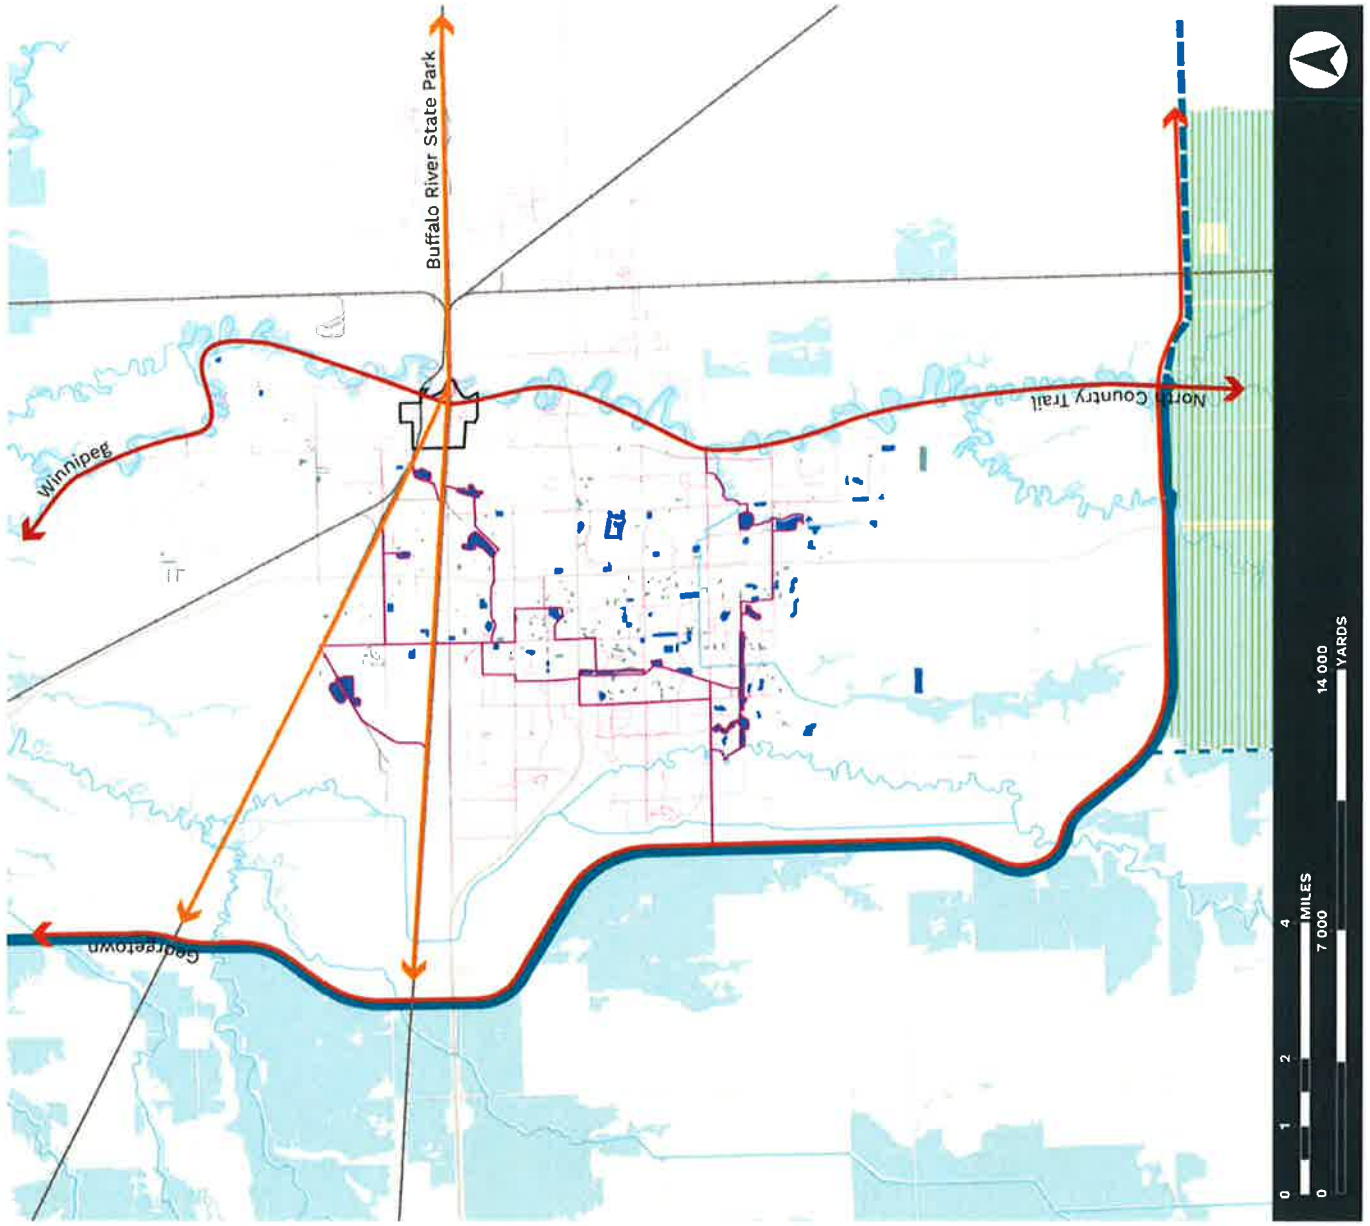 Buffalo River State Park
Winnipeg
North Country Trail
Georgetown
0 1 2 4 MILES
0 7 000 14 000 YARDS